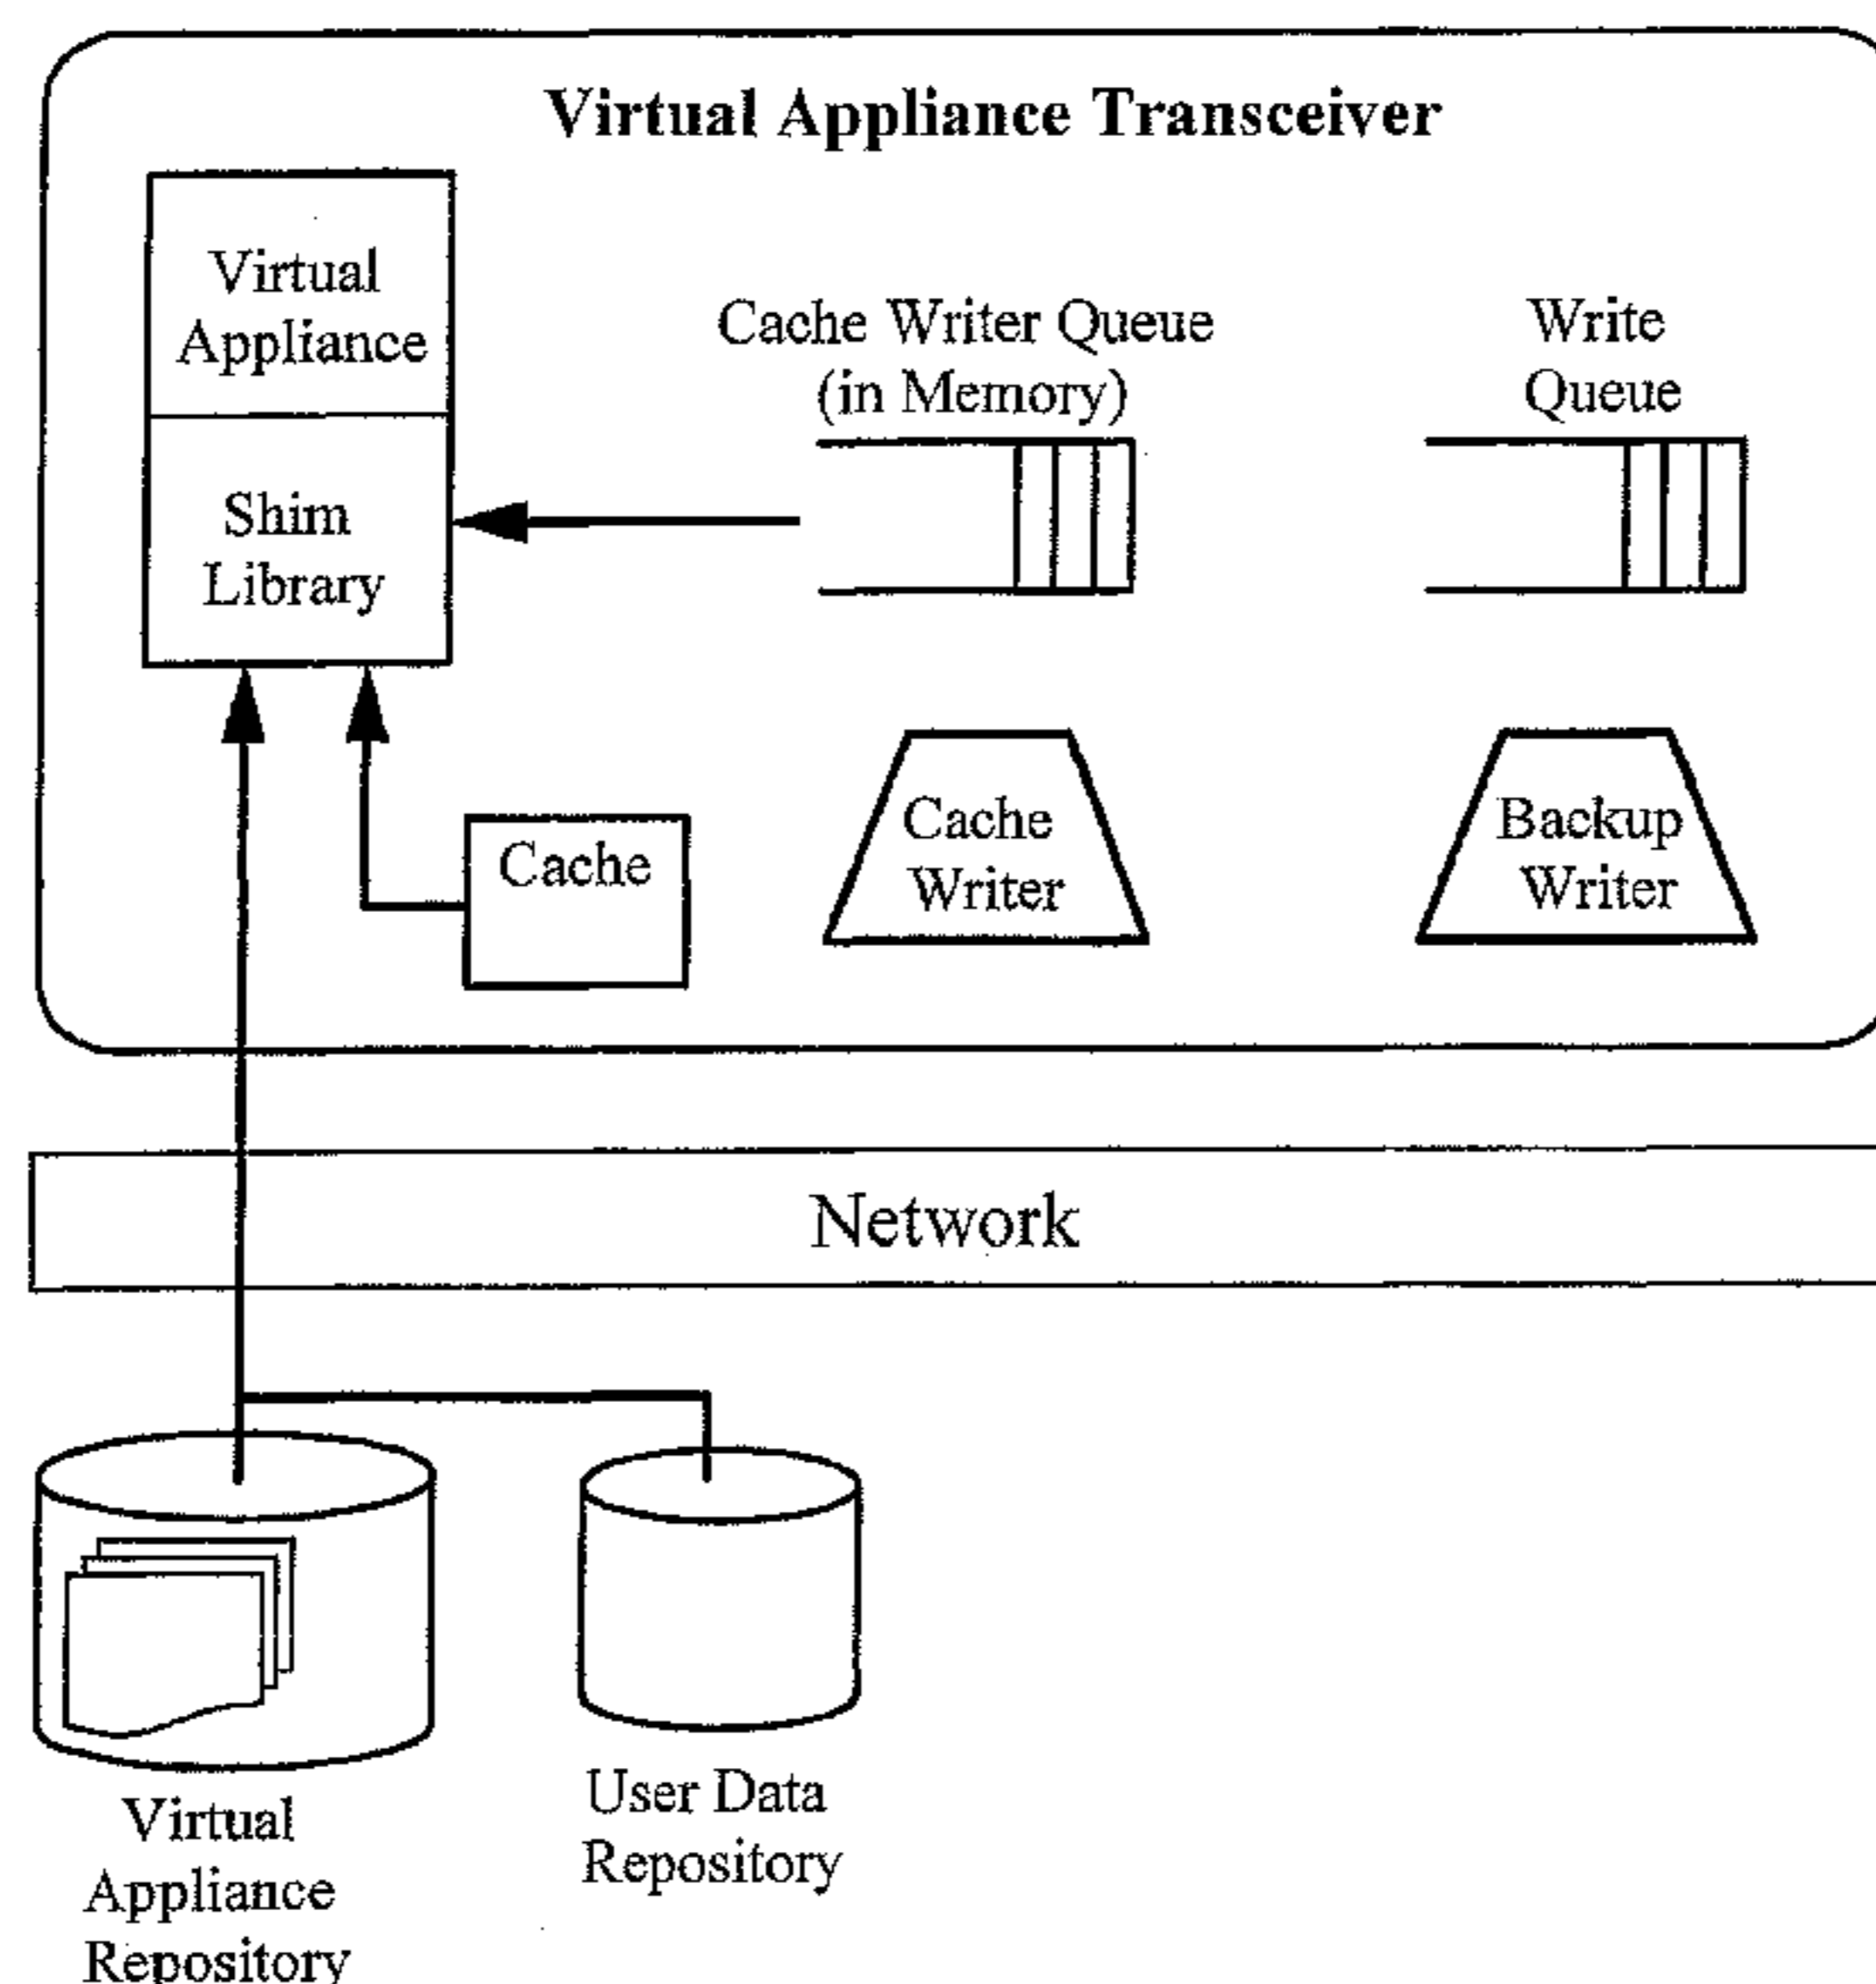 Virtual Appliance Transceiver
Virtual
Appliance
Shim
Library
Cache Writer Queue
(in Memory)
Write
Queue
Cache
Cache
Writer
Backup
Writer
Network
Virtual
Appliance
Repository
User Data
Repository